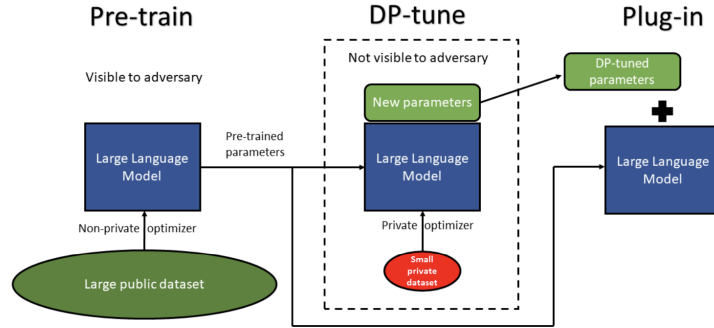 Pre-train
DP-tune
Plug-in
Visible to adversary
Not visible to adversary
New parameters
DP-tuned
parameters
Large Language
Model
Pre-trained
parameters
Large Language
Model
Large Language
Model
Non-private optimizer
Private optimizer
Large public dataset
Small
private
dataset